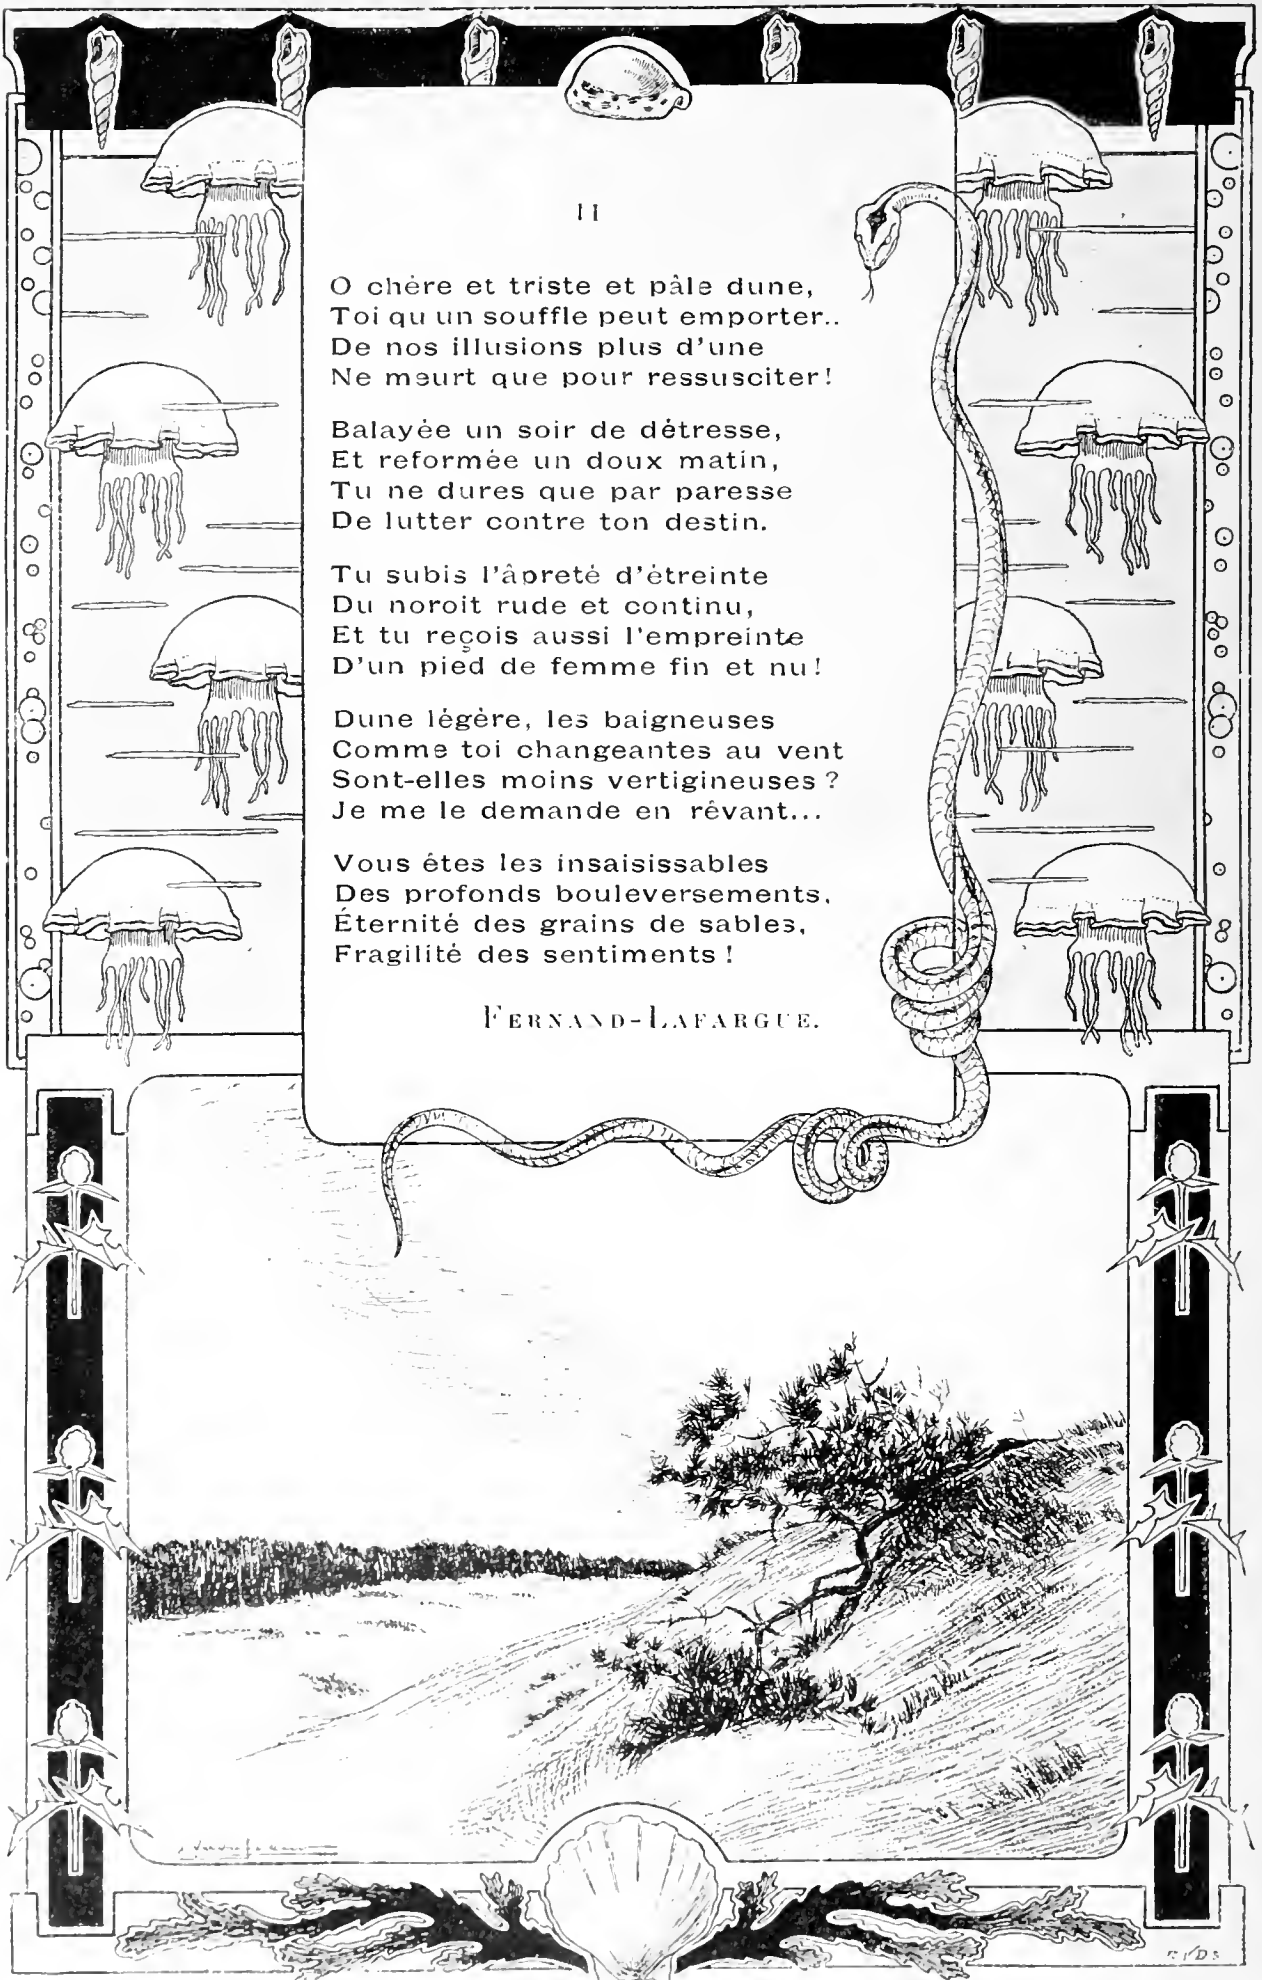 II
O chère et triste et pâle dune,
Toi qu un souffle peut emporter..
De nos illusions plus d'une
Ne meurt que pour ressusciter!
Balayée un soir de détresse,
Et reformée un doux matin,
Tu ne dures que par paresse
De lutter contre ton destin.
Tu subis l'âpreté d'étreinte
Du noroit rude et continu,
Et tu reçois aussi l'empreinte
D'un pied de femme fin et nu!
Dune légère, les baigneuses
Comme toi changeantes au vent
Sont-elles moins vertigineuses?
Je me le demande en rêvant...
Vous êtes les insaisissables
Des profonds bouleversements,
Éternité des grains de sables,
Fragilité des sentiments!
FERNAND-LAFARGUE.